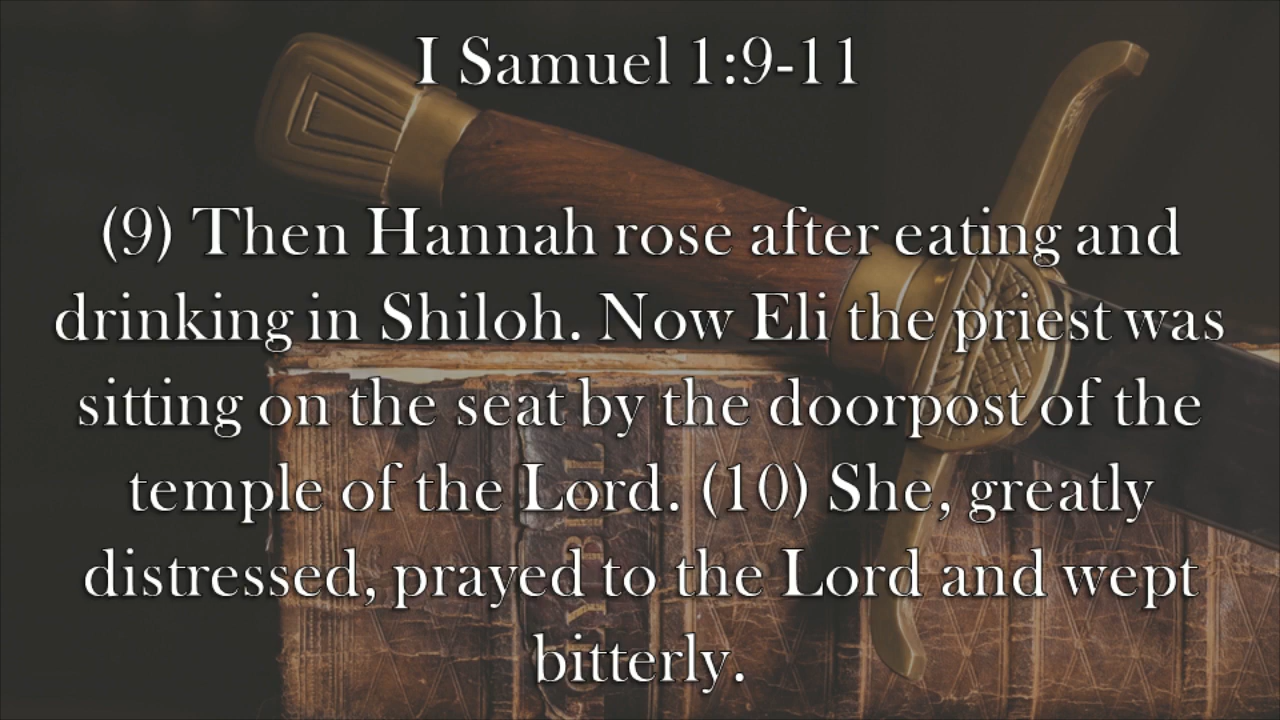 I Samuel 1:9-11
(9) Then Hannah rose after eating and
drinking in Shiloh. Now Eli the priest was
sitting on the seat by the doorpost of the
temple of the Lord. (10) She, greatly
distressed, prayed to the Lord and wept
bitterly.